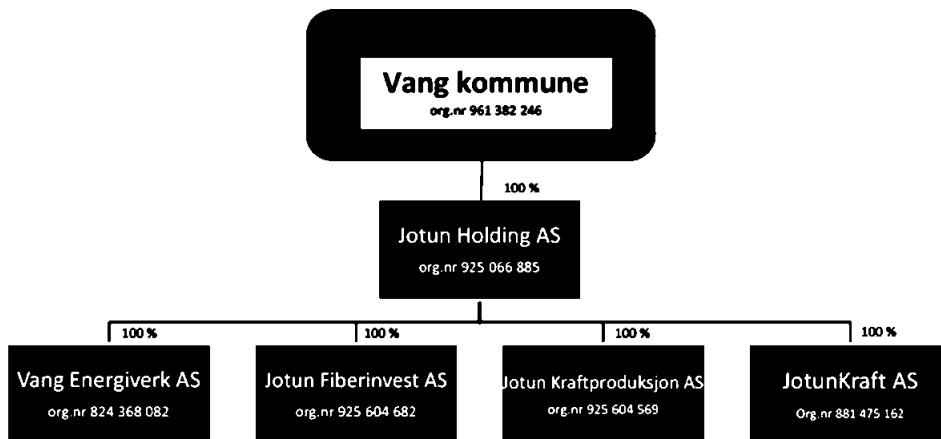 Vang kommune
org.nr 961 382 246
100 %
Jotun Holding AS
org.nr 925 066 885
100 %
100 %
100 %
100 %
Vang Energiverk AS
org.nr 824 368 082
Jotun Fiberinvest AS
org.nr 925 604 682
Jotun Kraftproduksjon AS
org.nr 925 604 569
JotunKraft AS
Org.nr 881 475 162